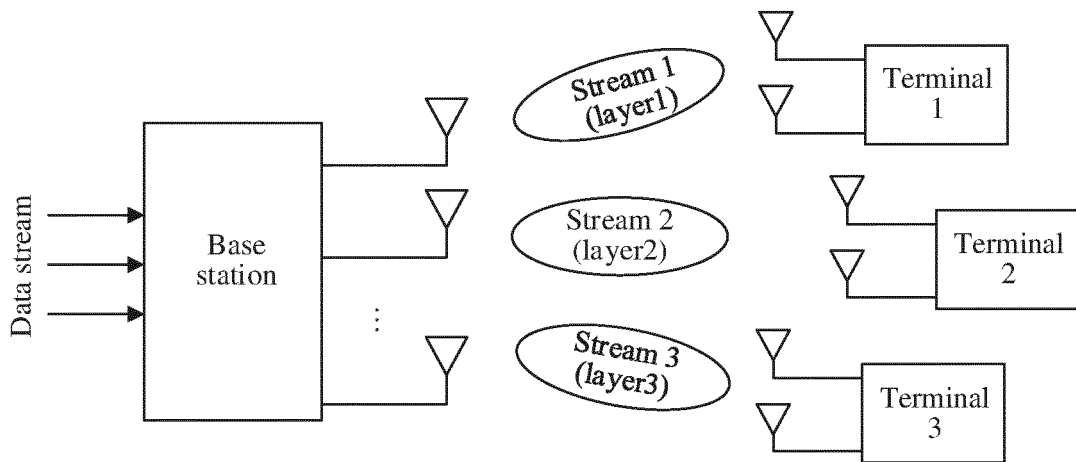 Data stream
Base
station
⋮
Stream 1
(layer1)
Stream 2
(layer2)
Stream 3
(layer3)
Terminal
1
Terminal
2
Terminal
3